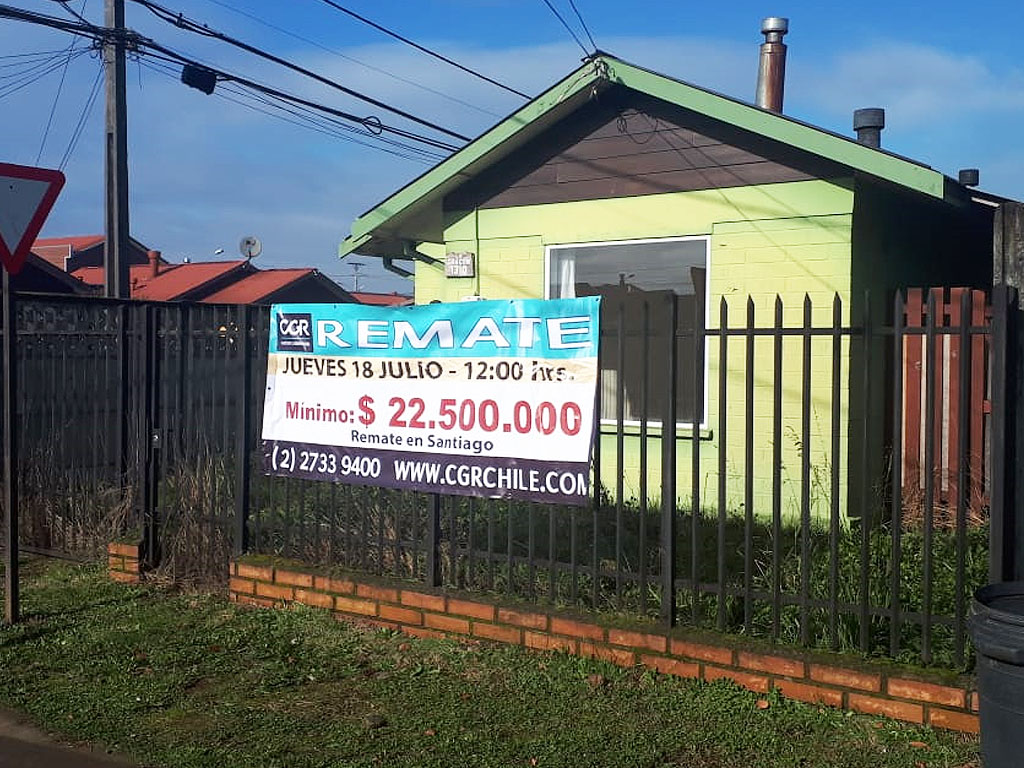 CGR REMATE
JUEVES 18 JULIO - 12:00 hrs.
Mínimo: $ 22.500.000
Remate en Santiago
(2) 2733 9400 WWW.CGRCHILE.COM